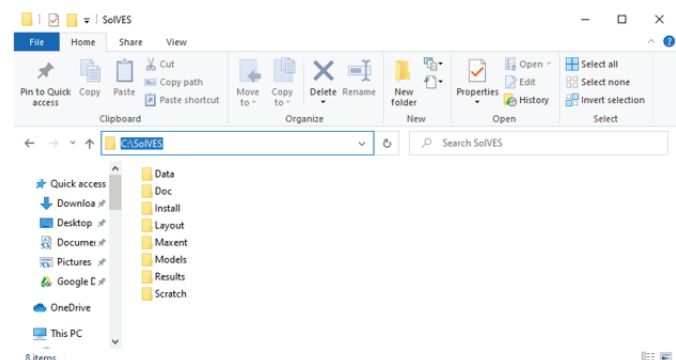 SolVES
File Home Share View
Pin to Quick access
Copy
Paste
Cut
Copy path
Paste shortcut
Clipboard
Move to
Copy to
Delete
Rename
Organize
New folder
New
Properties
Open
Edit
History
Open
Select all
Select none
Invert selection
Select
C:\SolVES
Search SolVES
Quick access
Downloa
Desktop
Documei
Pictures
Google D
OneDrive
This PC
Data
Doc
Install
Layout
Maxent
Models
Results
Scratch
8 items